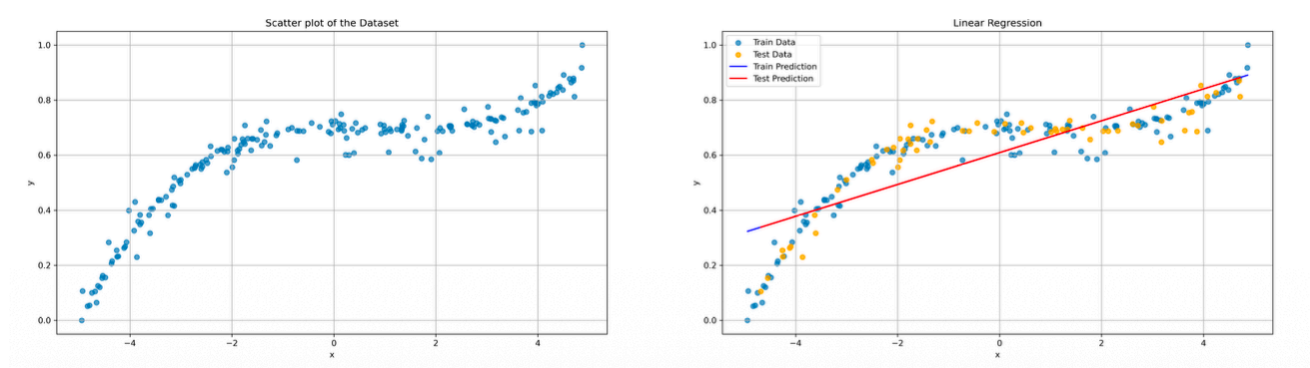 Scatter plot of the Dataset
1.0
0.8
0.6
0.4
0.2
0.0
y
−4 −2 0 2 4
x
Linear Regression
Train Data
Test Data
Train Prediction
Test Prediction
1.0
0.8
0.6
0.4
0.2
0.0
y
−4 −2 0 2 4
x